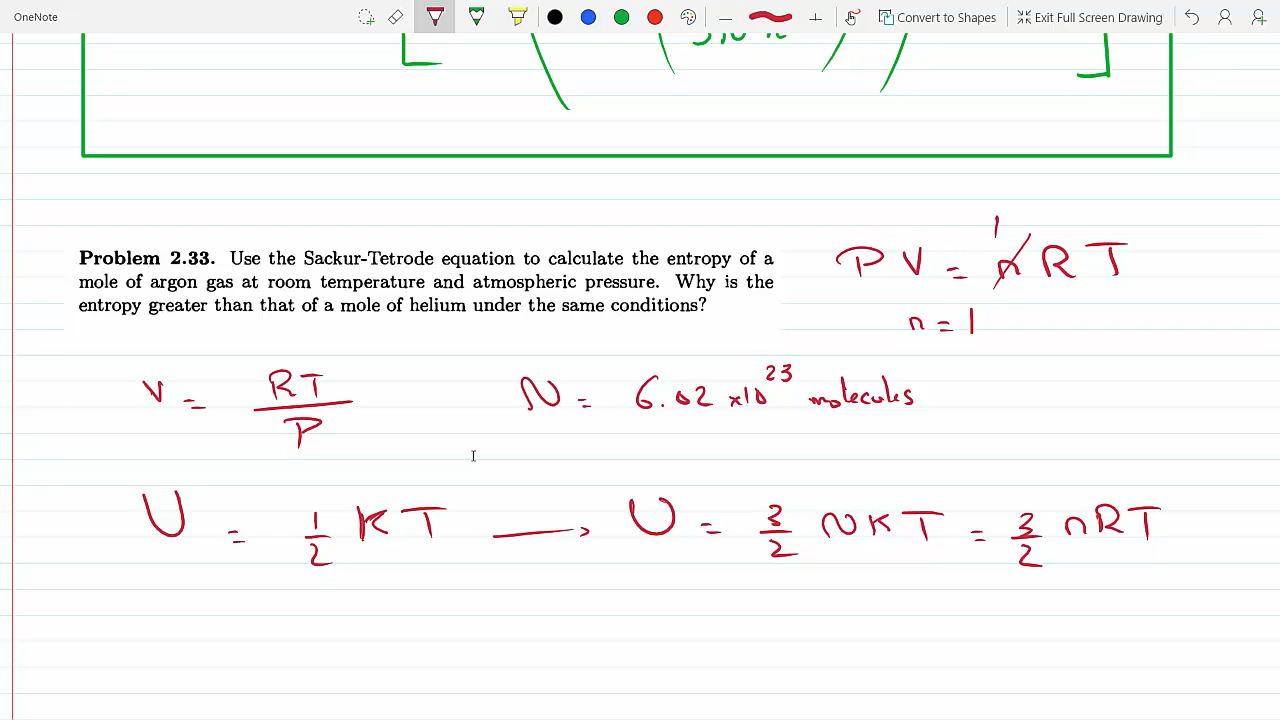 OneNote
Convert to Shapes
Exit Full Screen Drawing
Problem 2.33. Use the Sackur-Tetrode equation to calculate the entropy of a
mole of argon gas at room temperature and atmospheric pressure. Why is the
entropy greater than that of a mole of helium under the same conditions?
1
PV = nRT
n = 1
V = RT/P
N = 6.02 x10^23 molecules
U = 1/2 KT → U = 3/2 NKT = 3/2 nRT